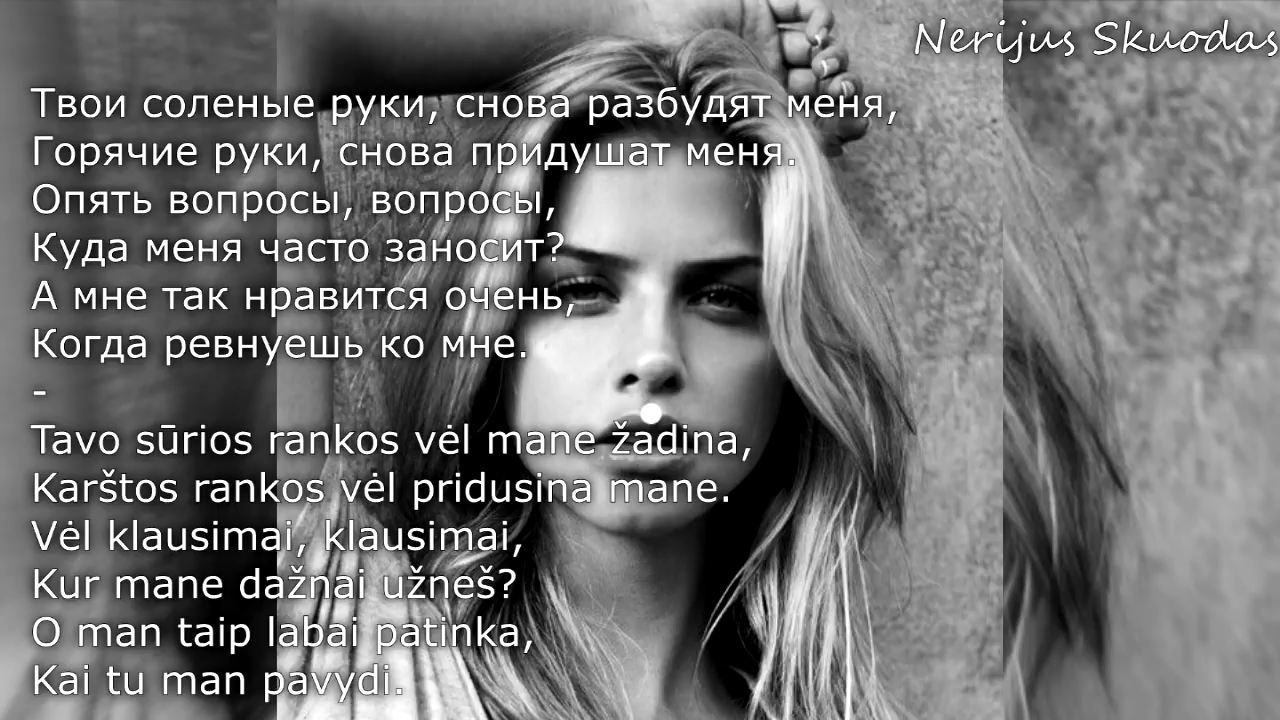 Nerijus Skuodas
Твои соленые руки, снова разбудят меня,
Горячие руки, снова придушат меня.
Опять вопросы, вопросы,
Куда меня часто заносит?
А мне так нравится очень,
Когда ревнуешь ко мне.
-
Tavo sūrios rankos vėl mane žadina,
Karštos rankos vėl pridusina mane.
Vėl klausimai, klausimai,
Kur mane dažnai užneš?
O man taip labai patinka,
Kai tu man pavydi.